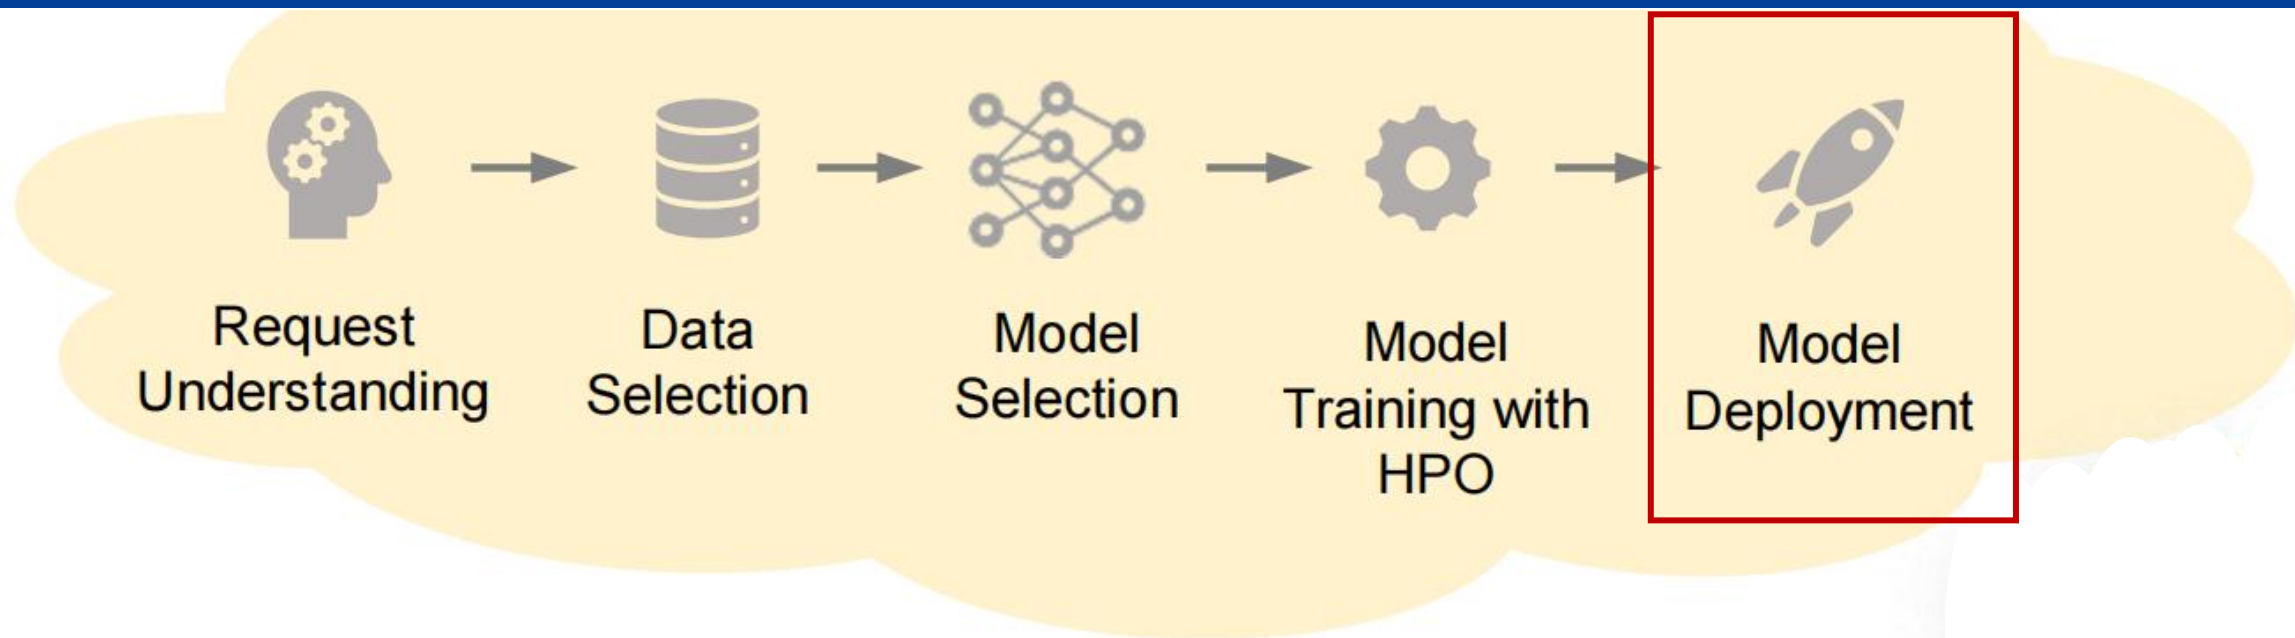 Request
Understanding
Data
Selection
Model
Selection
Model
Training with
HPO
Model
Deployment